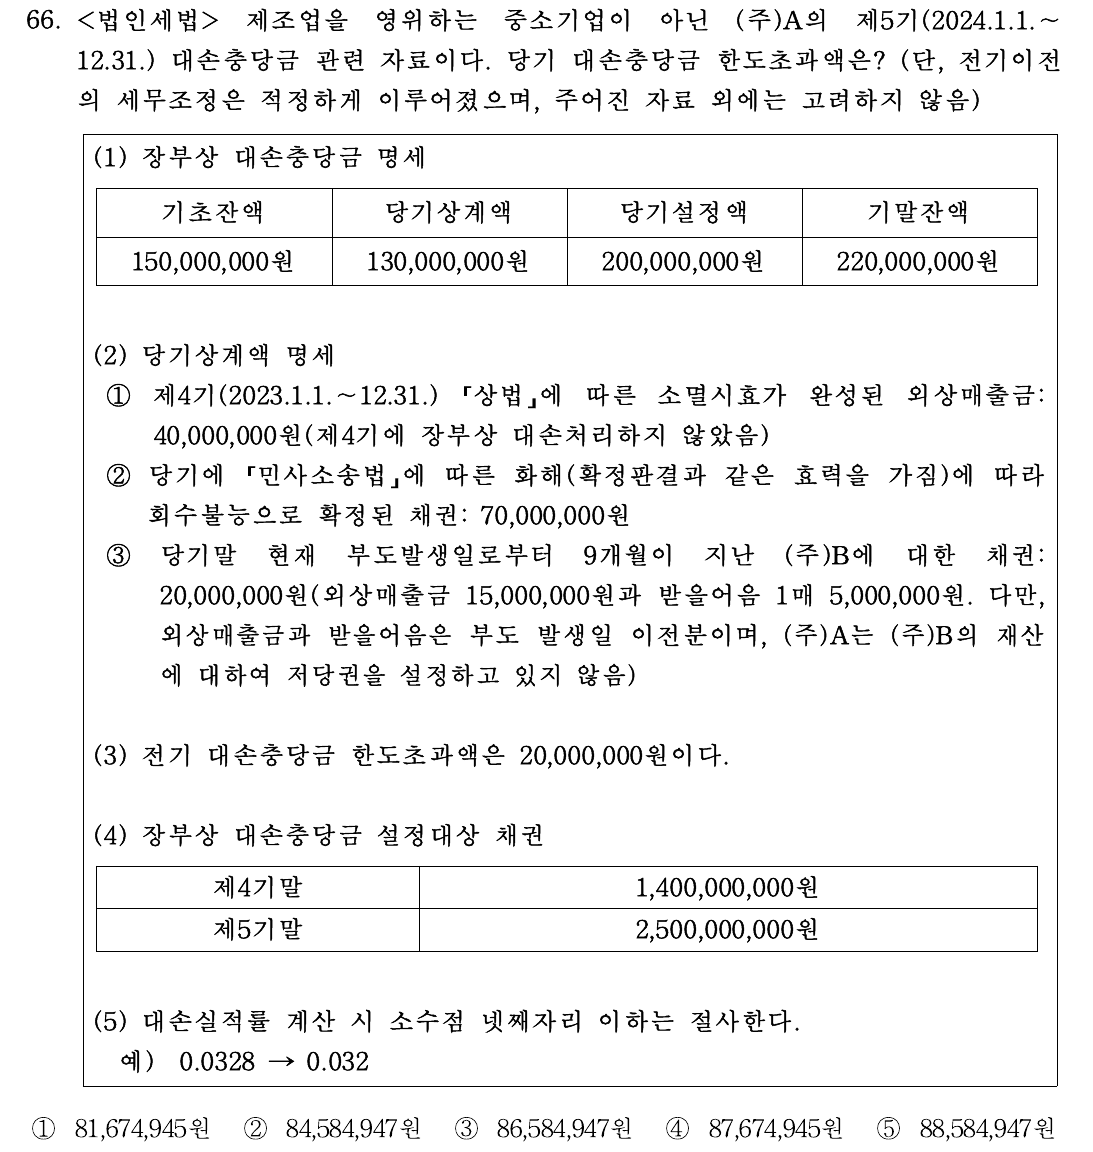 66. <법인세법> 제조업을 영위하는 중소기업이 아닌 (주)A의 제5기(2024.1.1.～
12.31.) 대손충당금 관련 자료이다. 당기 대손충당금 한도초과액은? (단, 전기이전
의 세무조정은 적정하게 이루어졌으며, 주어진 자료 외에는 고려하지 않음)
(1) 장부상 대손충당금 명세
기초잔액 당기상계액 당기설정액 기말잔액
150,000,000원 130,000,000원 200,000,000원 220,000,000원
(2) 당기상계액 명세
① 제4기(2023.1.1.～12.31.) ｢상법｣에 따른 소멸시효가 완성된 외상매출금:
40,000,000원(제4기에 장부상 대손처리하지 않았음)
② 당기에 ｢민사소송법｣에 따른 화해(확정판결과 같은 효력을 가짐)에 따라
회수불능으로 확정된 채권: 70,000,000원
③ 당기말 현재 부도발생일로부터 9개월이 지난 (주)B에 대한 채권:
20,000,000원(외상매출금 15,000,000원과 받을어음 1매 5,000,000원. 다만,
외상매출금과 받을어음은 부도 발생일 이전분이며, (주)A는 (주)B의 재산
에 대하여 저당권을 설정하고 있지 않음)
(3) 전기 대손충당금 한도초과액은 20,000,000원이다.
(4) 장부상 대손충당금 설정대상 채권
제4기말 1,400,000,000원
제5기말 2,500,000,000원
(5) 대손실적률 계산 시 소수점 넷째자리 이하는 절사한다.
예) 0.0328 → 0.032
① 81,674,945원 ② 84,584,947원 ③ 86,584,947원 ④ 87,674,945원 ⑤ 88,584,947원